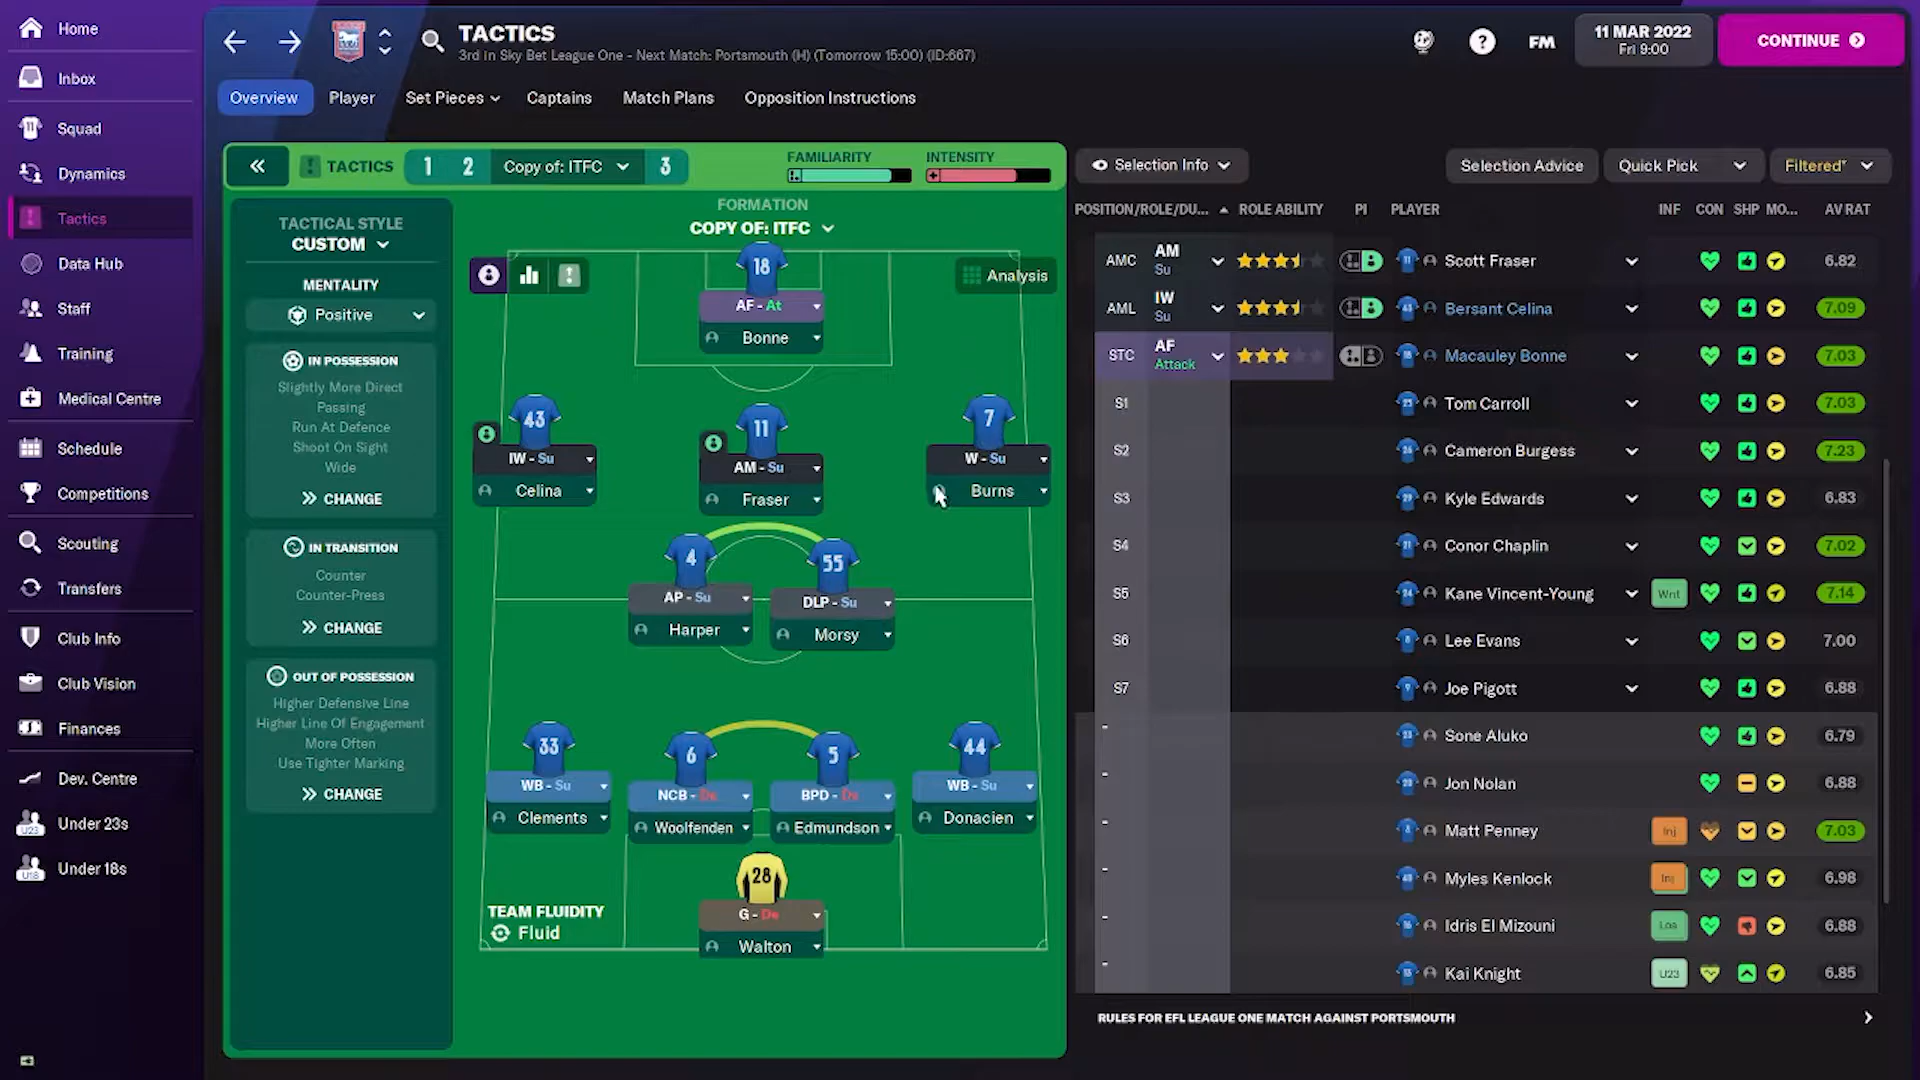 Home
Inbox
Squad
Dynamics
Tactics
Data Hub
Staff
Training
Medical Centre
Schedule
Competitions
Scouting
Transfers
Club Info
Club Vision
Finances
Dev. Centre
U23 Under 23s
U18 Under 18s
TACTICS
3rd in Sky Bet League One - Next Match: Portsmouth (H) (Tomorrow 15:00) (ID:667)
?
FM
11 MAR 2022
Fri 9:00
CONTINUE
Overview
Player
Set Pieces
Captains
Match Plans
Opposition Instructions
TACTICS
1
2
Copy of: ITFC
3
FAMILIARITY
INTENSITY
TACTICAL STYLE
CUSTOM
MENTALITY
Positive
IN POSSESSION
Slightly More Direct
Passing
Run At Defence
Shoot On Sight
Wide
CHANGE
IN TRANSITION
Counter
Counter-Press
CHANGE
OUT OF POSSESSION
Higher Defensive Line
Higher Line Of Engagement
More Often
Use Tighter Marking
CHANGE
FORMATION
COPY OF: ITFC
Analysis
18
AF - At
Bonne
43
IW - Su
Celina
11
AM - Su
Fraser
7
W - Su
Burns
4
AP - Su
Harper
55
DLP - Su
Morsy
33
WB - Su
Clements
6
NCB - De
Woolfenden
5
BPD - De
Edmundson
44
WB - Su
Donacien
28
G - De
Walton
TEAM FLUIDITY
Fluid
Selection Info
Selection Advice
Quick Pick
Filtered*
POSITION/ROLE/DU... ROLE ABILITY PI PLAYER INF CON SHP MO... AV RAT
AMC AM Su Scott Fraser 6.82
AML IW Su Bersant Celina 7.09
STC AF Attack Macauley Bonne 7.03
S1 Tom Carroll 7.03
S2 Cameron Burgess 7.23
S3 Kyle Edwards 6.83
S4 Conor Chaplin 7.02
S5 Kane Vincent-Young Wnt 7.14
S6 Lee Evans 7.00
S7 Joe Pigott 6.88
- Sone Aluko 6.79
- Jon Nolan 6.88
- Matt Penney Inj 7.03
- Myles Kenlock Inj 6.98
- Idris El Mizouni Loa 6.88
- Kai Knight U23 6.85
RULES FOR EFL LEAGUE ONE MATCH AGAINST PORTSMOUTH